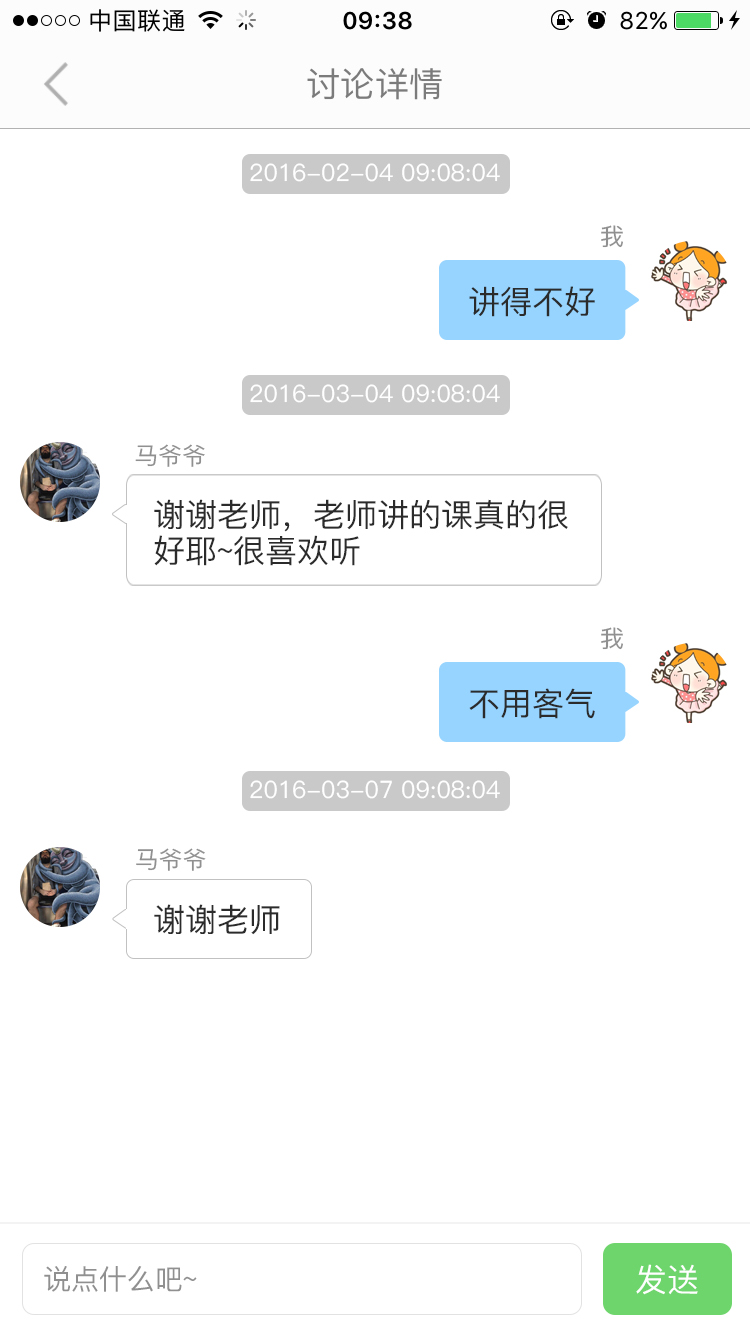 中国联通 09:38 82%
讨论详情
2016-02-04 09:08:04
我
讲得不好
2016-03-04 09:08:04
马爷爷
谢谢老师，老师讲的课真的很
好耶~很喜欢听
我
不用客气
2016-03-07 09:08:04
马爷爷
谢谢老师
说点什么吧~ 发送